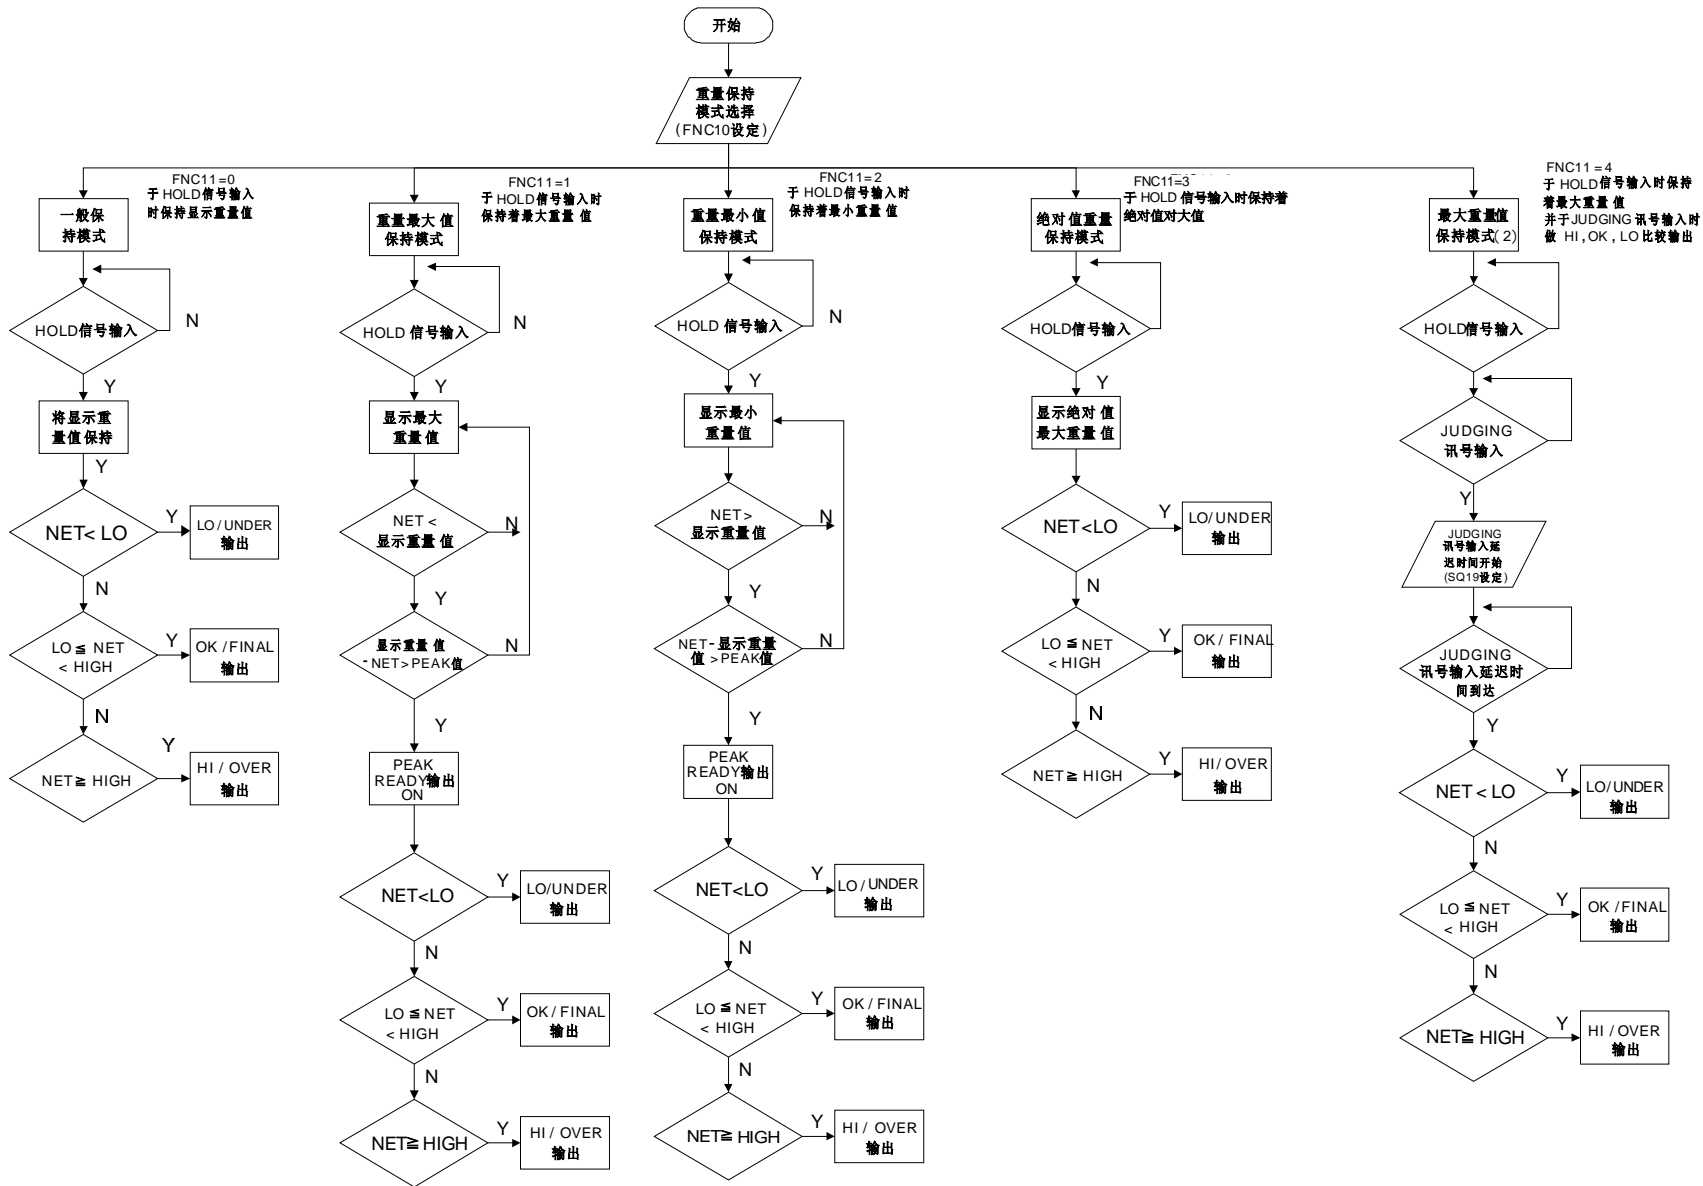 开始
重量保持
模式选择
(FNC10设定)
FNC11=0
于 HOLD信号输入
时保持显示重量值
一般保
持模式
HOLD信号输入
N
Y
将显示重
量值保持
Y
NET< LO
Y
LO/UNDER
输出
N
LO≦ NET
< HIGH
Y
OK/FINAL
输出
N
NET≧ HIGH
Y
HI / OVER
输出
FNC11=1
于 HOLD信号输入时
保持着最大重量 值
重量最大 值
保持模式
HOLD 信号输入
N
Y
显示最大
重量值
NET <
显示重量 值
N
Y
显示重量 值
-NET>PEAK值
N
Y
PEAK
READY输出
ON
NET<LO
Y
LO/UNDER
输出
N
LO ≦ NET
< HIGH
Y
OK/ FINAL
输出
N
NET≧ HIGH
Y
HI / OVER
输出
FNC11=2
于 HOLD信号输入时
保持着最小重量 值
重量最小 值
保持模式
HOLD 信号输入
N
Y
显示最小
重量值
NET>
显示重量值
N
Y
NET-显示重量
值 >PEAK值
N
Y
PEAK
READY输出
ON
NET<LO
Y
LO / UNDER
输出
N
LO ≦ NET
< HIGH
Y
OK / FINAL
输出
N
NET≧ HIGH
Y
HI / OVER
输出
FNC11=3
于 HOLD 信号输入时保持着
绝对值对大值
绝对值重量
保持模式
HOLD信号输入
Y
显示绝对 值
最大重量 值
NET<LO
Y
LO/ UNDER
输出
N
LO ≦ NET
< HIGH
Y
OK/ FINAL
输出
N
NET≧ HIGH
Y
HI/ OVER
输出
FNC11 = 4
于 HOLD信号输入时保持
着最大重量 值
并于JUDGING 讯号输入时
做 HI,OK, LO比较输出
最大重量值
保持模式(2)
HOLD信号输入
Y
JUDGING
讯号输入
Y
JUDGING
讯号输入延
迟时间开始
(SQ19设定)
JUDGING
讯号输入延迟时
间到达
Y
NET < LO
Y
LO/UNDER
输出
N
LO ≦ NET
< HIGH
Y
OK /FINAL
输出
N
NET≧ HIGH
Y
HI / OVER
输出